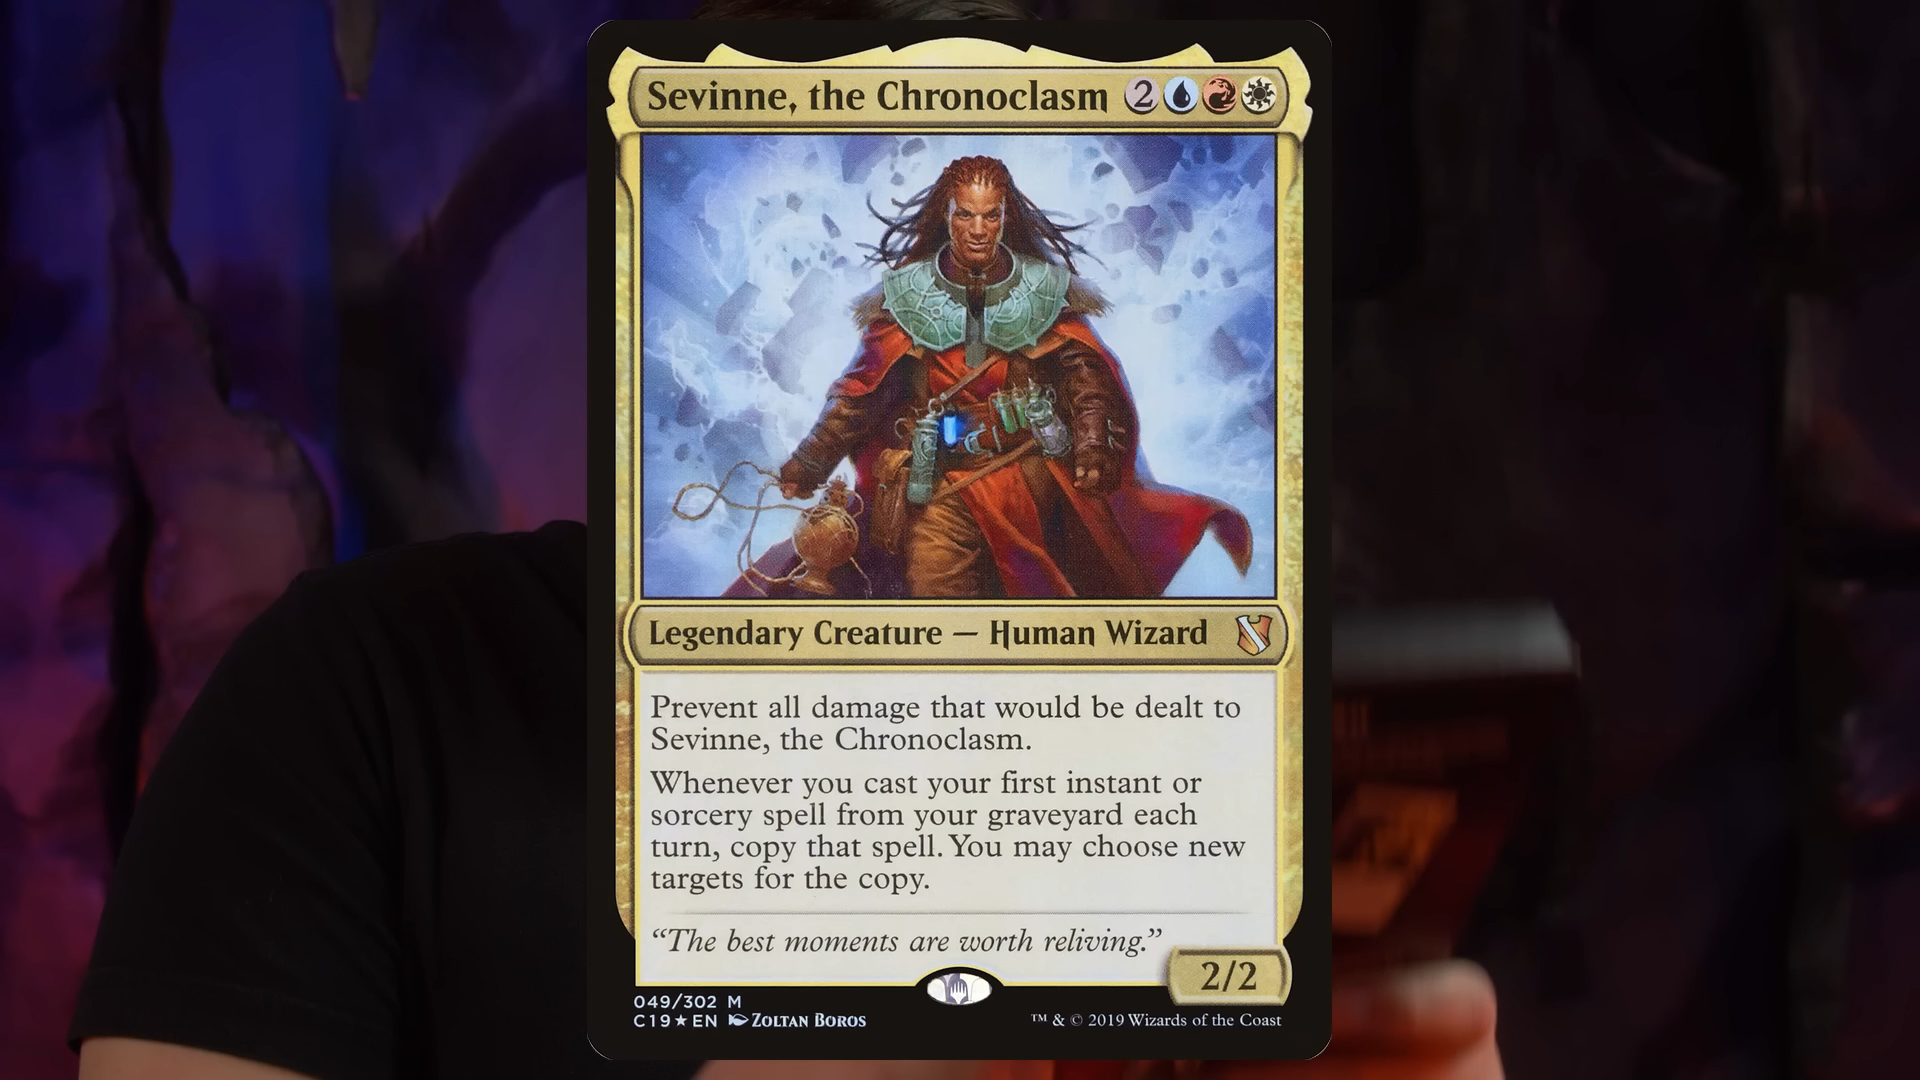 Sevinne, the Chronoclasm 2
Legendary Creature — Human Wizard
Prevent all damage that would be dealt to
Sevinne, the Chronoclasm.
Whenever you cast your first instant or
sorcery spell from your graveyard each
turn, copy that spell. You may choose new
targets for the copy.
“The best moments are worth reliving.”
2/2
049/302 M
C19★EN Zoltan Boros
™ & © 2019 Wizards of the Coast